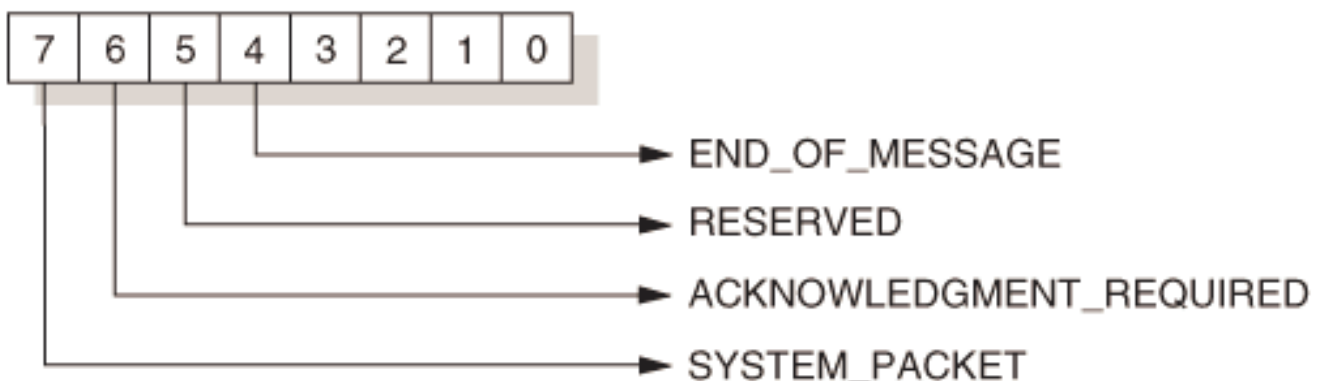 7 6 5 4 3 2 1 0
END_OF_MESSAGE
RESERVED
ACKNOWLEDGMENT_REQUIRED
SYSTEM_PACKET